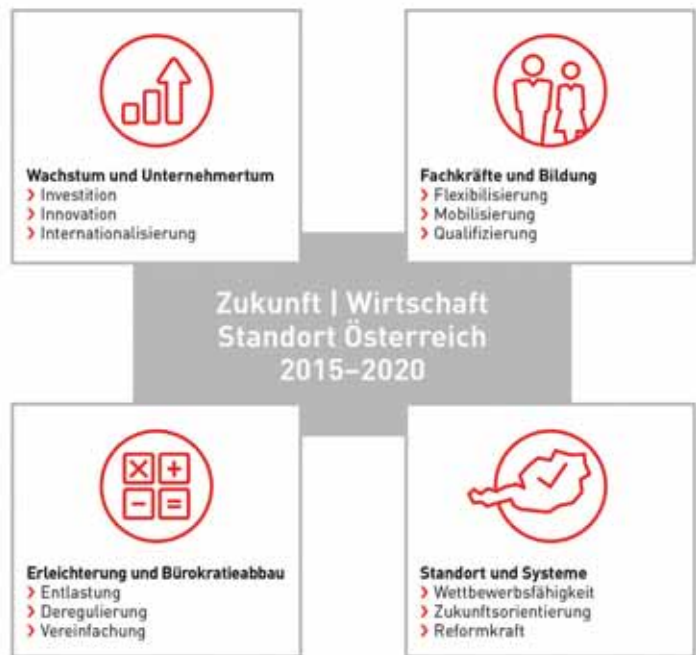 Wachstum und Unternehmertum
› Investition
› Innovation
› Internationalisierung
Fachkräfte und Bildung
› Flexibilisierung
› Mobilisierung
› Qualifizierung
Zukunft | Wirtschaft
Standort Österreich
2015–2020
Erleichterung und Bürokratieabbau
› Entlastung
› Deregulierung
› Vereinfachung
Standort und Systeme
› Wettbewerbsfähigkeit
› Zukunftsorientierung
› Reformkraft